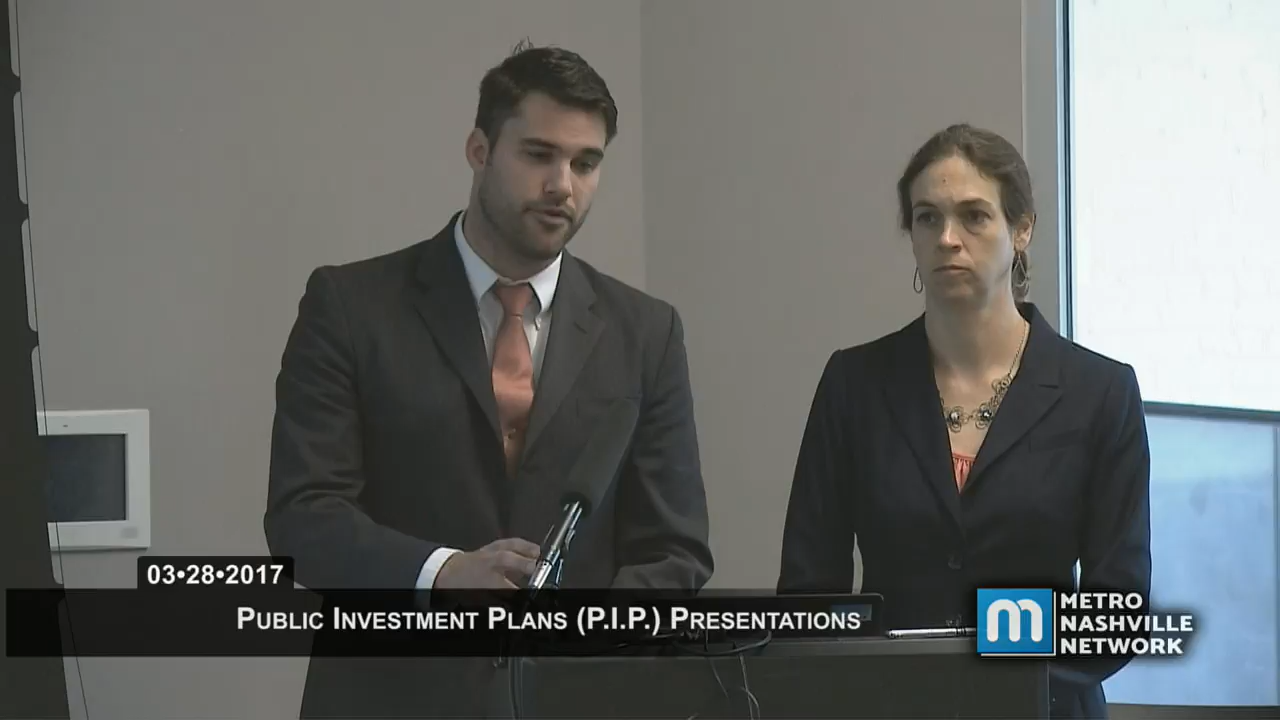 03•28•2017
Public Investment Plans (P.I.P.) Presentations
METRO
NASHVILLE
NETWORK